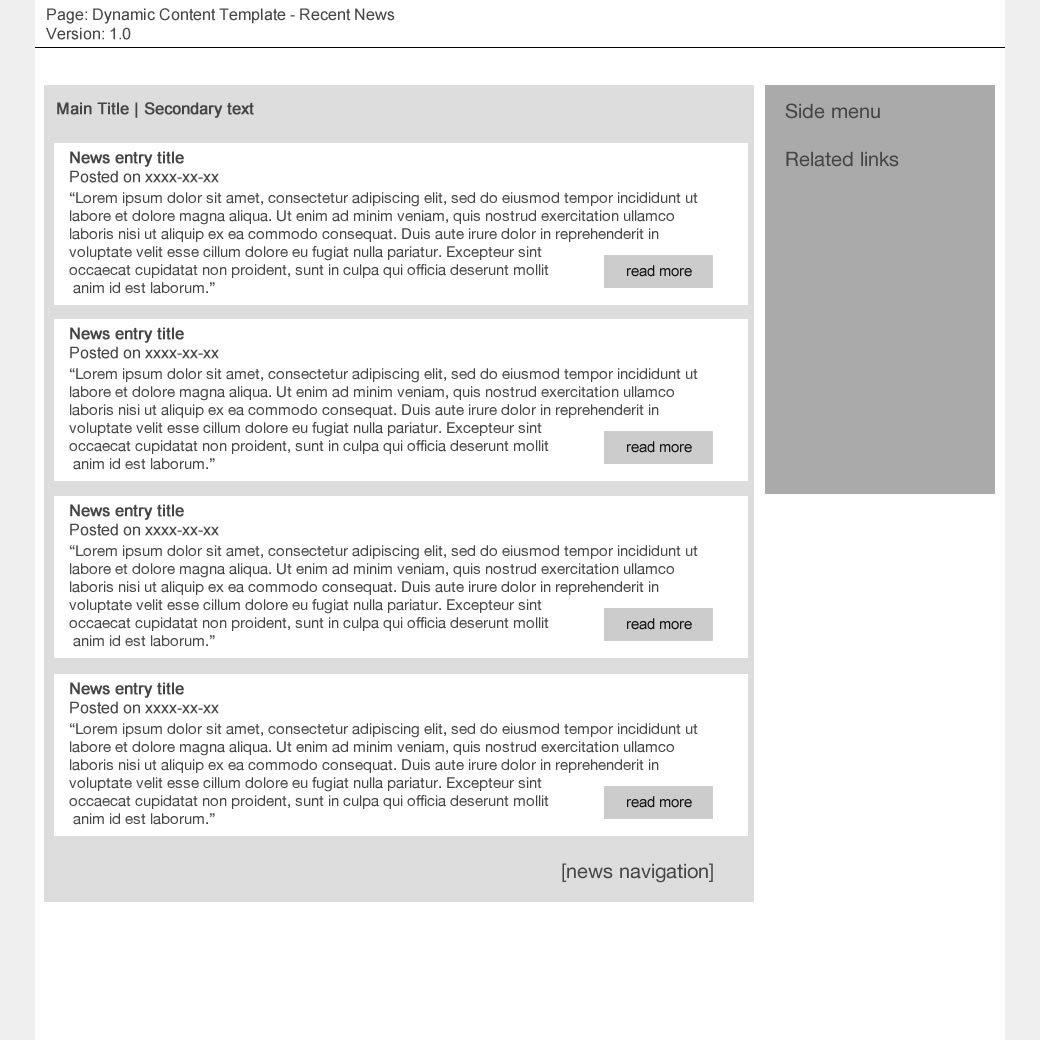 Page: Dynamic Content Template - Recent News
Version: 1.0
Main Title | Secondary text
News entry title
Posted on xxxx-xx-xx
“Lorem ipsum dolor sit amet, consectetur adipiscing elit, sed do eiusmod tempor incididunt ut
labore et dolore magna aliqua. Ut enim ad minim veniam, quis nostrud exercitation ullamco
laboris nisi ut aliquip ex ea commodo consequat. Duis aute irure dolor in reprehenderit in
voluptate velit esse cillum dolore eu fugiat nulla pariatur. Excepteur sint
occaecat cupidatat non proident, sunt in culpa qui officia deserunt mollit
anim id est laborum.”
read more
News entry title
Posted on xxxx-xx-xx
“Lorem ipsum dolor sit amet, consectetur adipiscing elit, sed do eiusmod tempor incididunt ut
labore et dolore magna aliqua. Ut enim ad minim veniam, quis nostrud exercitation ullamco
laboris nisi ut aliquip ex ea commodo consequat. Duis aute irure dolor in reprehenderit in
voluptate velit esse cillum dolore eu fugiat nulla pariatur. Excepteur sint
occaecat cupidatat non proident, sunt in culpa qui officia deserunt mollit
anim id est laborum.”
read more
News entry title
Posted on xxxx-xx-xx
“Lorem ipsum dolor sit amet, consectetur adipiscing elit, sed do eiusmod tempor incididunt ut
labore et dolore magna aliqua. Ut enim ad minim veniam, quis nostrud exercitation ullamco
laboris nisi ut aliquip ex ea commodo consequat. Duis aute irure dolor in reprehenderit in
voluptate velit esse cillum dolore eu fugiat nulla pariatur. Excepteur sint
occaecat cupidatat non proident, sunt in culpa qui officia deserunt mollit
anim id est laborum.”
read more
News entry title
Posted on xxxx-xx-xx
“Lorem ipsum dolor sit amet, consectetur adipiscing elit, sed do eiusmod tempor incididunt ut
labore et dolore magna aliqua. Ut enim ad minim veniam, quis nostrud exercitation ullamco
laboris nisi ut aliquip ex ea commodo consequat. Duis aute irure dolor in reprehenderit in
voluptate velit esse cillum dolore eu fugiat nulla pariatur. Excepteur sint
occaecat cupidatat non proident, sunt in culpa qui officia deserunt mollit
anim id est laborum.”
read more
[news navigation]
Side menu
Related links